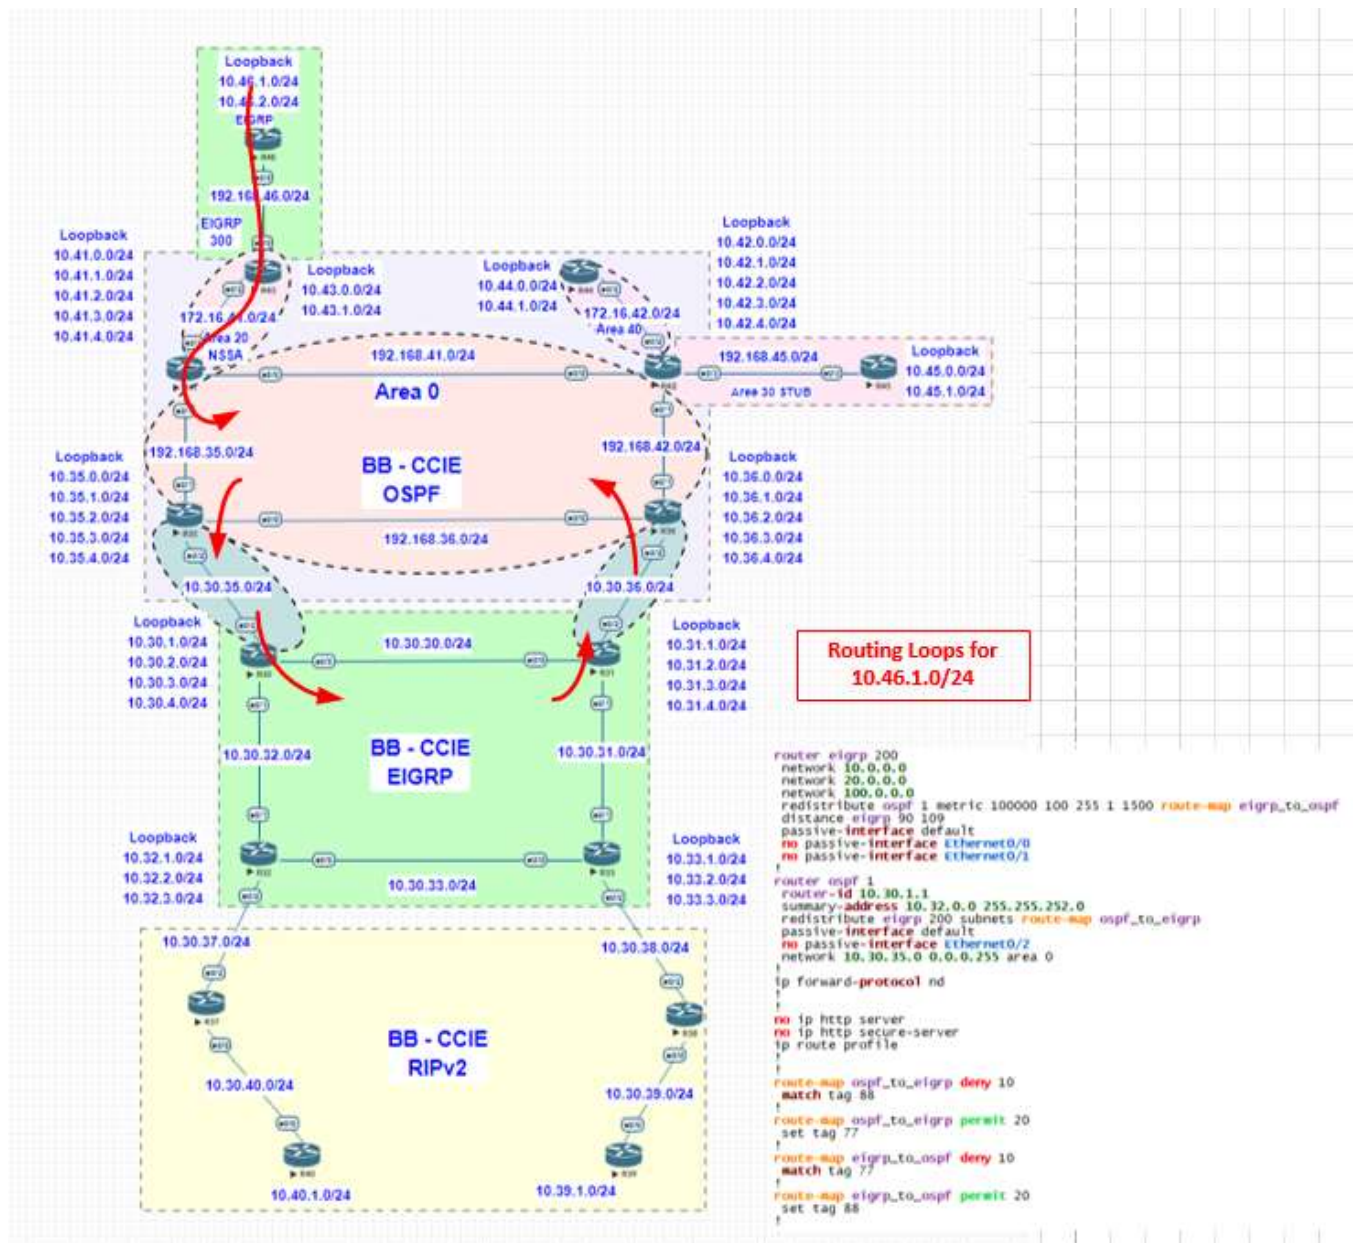 Loopback
10.46.1.0/24
10.46.2.0/24
EIGRP
192.168.46.0/24
EIGRP
300
Loopback
10.41.0.0/24
10.41.1.0/24
10.41.2.0/24
10.41.3.0/24
10.41.4.0/24
Loopback
10.43.0.0/24
10.43.1.0/24
Loopback
10.44.0.0/24
10.44.1.0/24
Loopback
10.42.0.0/24
10.42.1.0/24
10.42.2.0/24
10.42.3.0/24
10.42.4.0/24
172.16.41.0/24
Area 20
NSSA
172.16.42.0/24
Area 40
192.168.41.0/24
Area 0
192.168.45.0/24
Area 30 STUB
Loopback
10.45.0.0/24
10.45.1.0/24
192.168.35.0/24
192.168.42.0/24
BB - CCIE
OSPF
Loopback
10.35.0.0/24
10.35.1.0/24
10.35.2.0/24
10.35.3.0/24
10.35.4.0/24
Loopback
10.36.0.0/24
10.36.1.0/24
10.36.2.0/24
10.36.3.0/24
10.36.4.0/24
192.168.36.0/24
10.30.35.0/24
10.30.36.0/24
Loopback
10.30.1.0/24
10.30.2.0/24
10.30.3.0/24
10.30.4.0/24
10.30.30.0/24
R31
Loopback
10.31.1.0/24
10.31.2.0/24
10.31.3.0/24
10.31.4.0/24
Routing Loops for
10.46.1.0/24
10.30.32.0/24
BB - CCIE
EIGRP
10.30.31.0/24
Loopback
10.32.1.0/24
10.32.2.0/24
10.32.3.0/24
10.30.33.0/24
Loopback
10.33.1.0/24
10.33.2.0/24
10.33.3.0/24
10.30.37.0/24
10.30.38.0/24
R37
BB - CCIE
RIPv2
10.30.40.0/24
10.30.39.0/24
R40
R39
10.40.1.0/24
10.39.1.0/24
router eigrp 200
network 10.0.0.0
network 20.0.0.0
network 100.0.0.0
redistribute ospf 1 metric 100000 100 255 1 1500 route-map eigrp_to_ospf
distance eigrp 90 109
passive-interface default
no passive-interface Ethernet0/0
no passive-interface Ethernet0/1
!
router ospf 1
router-id 10.30.1.1
summary-address 10.32.0.0 255.255.252.0
redistribute eigrp 200 subnets route-map ospf_to_eigrp
passive-interface default
no passive-interface Ethernet0/2
network 10.30.35.0 0.0.0.255 area 0
!
ip forward-protocol nd
!
!
no ip http server
no ip http secure-server
ip route profile
!
!
route-map ospf_to_eigrp deny 10
match tag 88
!
route-map ospf_to_eigrp permit 20
set tag 77
!
route-map eigrp_to_ospf deny 10
match tag 77
!
route-map eigrp_to_ospf permit 20
set tag 88
!